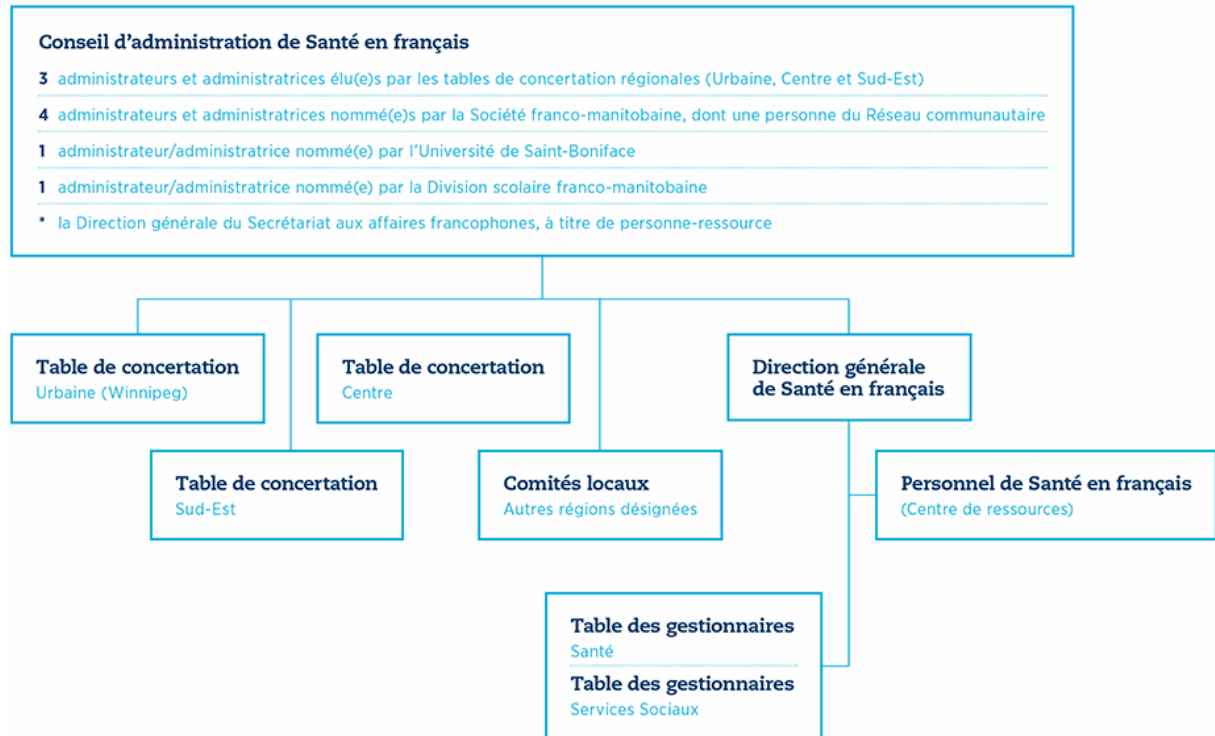 Conseil d'administration de Santé en français
3 administrateurs et administratrices élu(e)s par les tables de concertation régionales (Urbaine, Centre et Sud-Est)
4 administrateurs et administratrices nommé(e)s par la Société franco-manitobaine, dont une personne du Réseau communautaire
1 administrateur/administratrice nommé(e) par l'Université de Saint-Boniface
1 administrateur/administratrice nommé(e) par la Division scolaire franco-manitobaine
* la Direction générale du Secrétariat aux affaires francophones, à titre de personne-ressource
Table de concertation
Urbaine (Winnipeg)
Table de concertation
Centre
Direction générale
de Santé en français
Table de concertation
Sud-Est
Comités locaux
Autres régions désignées
Personnel de Santé en français
(Centre de ressources)
Table des gestionnaires
Santé
Table des gestionnaires
Services Sociaux